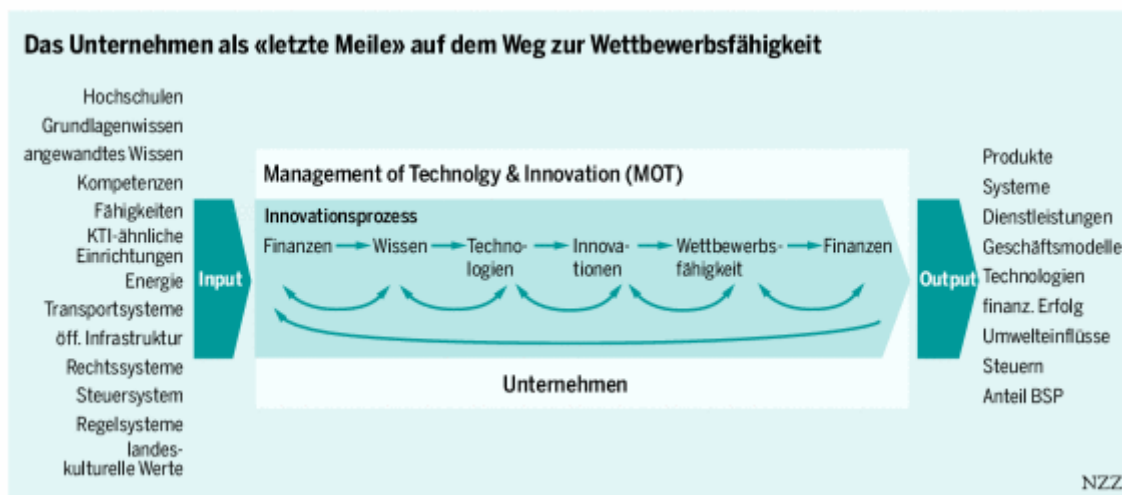 Das Unternehmen als «letzte Meile» auf dem Weg zur Wettbewerbsfähigkeit
Hochschulen
Grundlagenwissen
angewandtes Wissen
Kompetenzen
Fähigkeiten
KTI-ähnliche
Einrichtungen
Energie
Transportsysteme
öff. Infrastruktur
Rechtssysteme
Steuersystem
Regelsysteme
landes-
kulturelle Werte
Input
Management of Technolgy & Innovation (MOT)
Innovationsprozess
Finanzen
Wissen
Techno-
logien
Innova-
tionen
Wettbewerbs-
fähigkeit
Finanzen
Unternehmen
Output
Produkte
Systeme
Dienstleistungen
Geschäftsmodelle
Technologien
finanz. Erfolg
Umwelteinflüsse
Steuern
Anteil BSP
NZZ